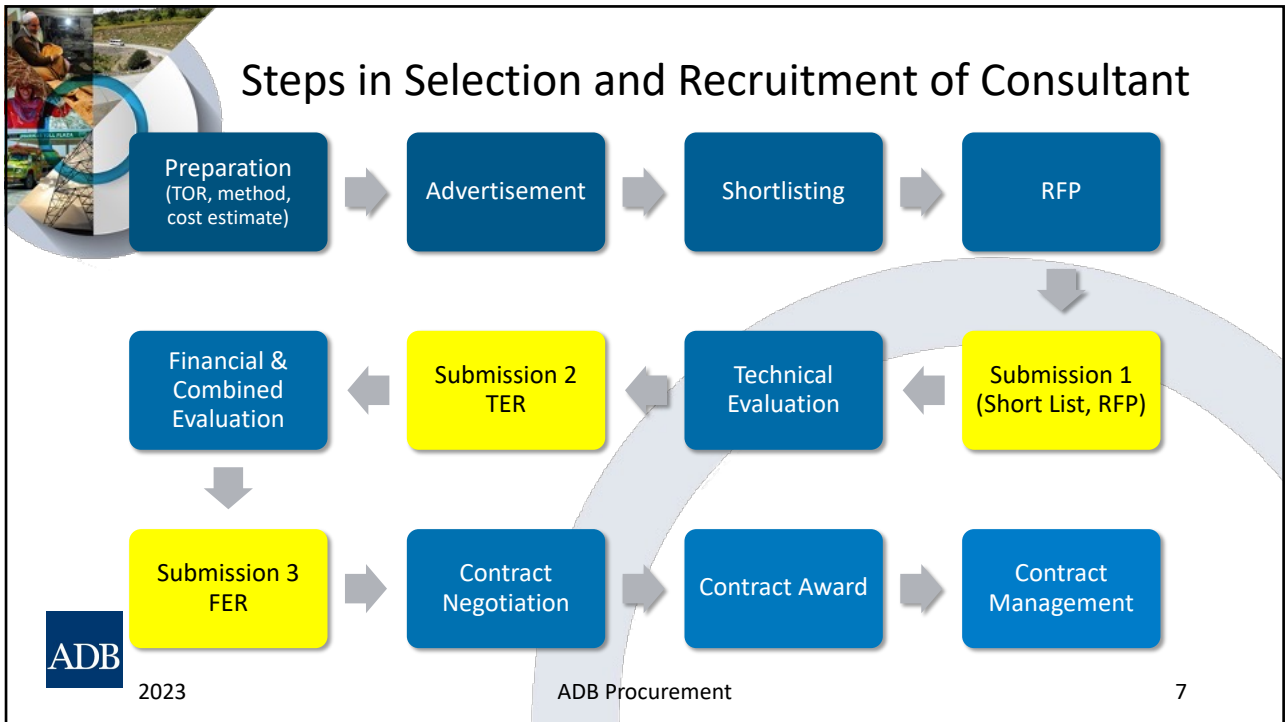 Steps in Selection and Recruitment of Consultant
Preparation
(TOR, method,
cost estimate)
Advertisement
Shortlisting
RFP
Financial &
Combined
Evaluation
Submission 2
TER
Technical
Evaluation
Submission 1
(Short List, RFP)
Submission 3
FER
Contract
Negotiation
Contract Award
Contract
Management
ADB
2023
ADB Procurement
7